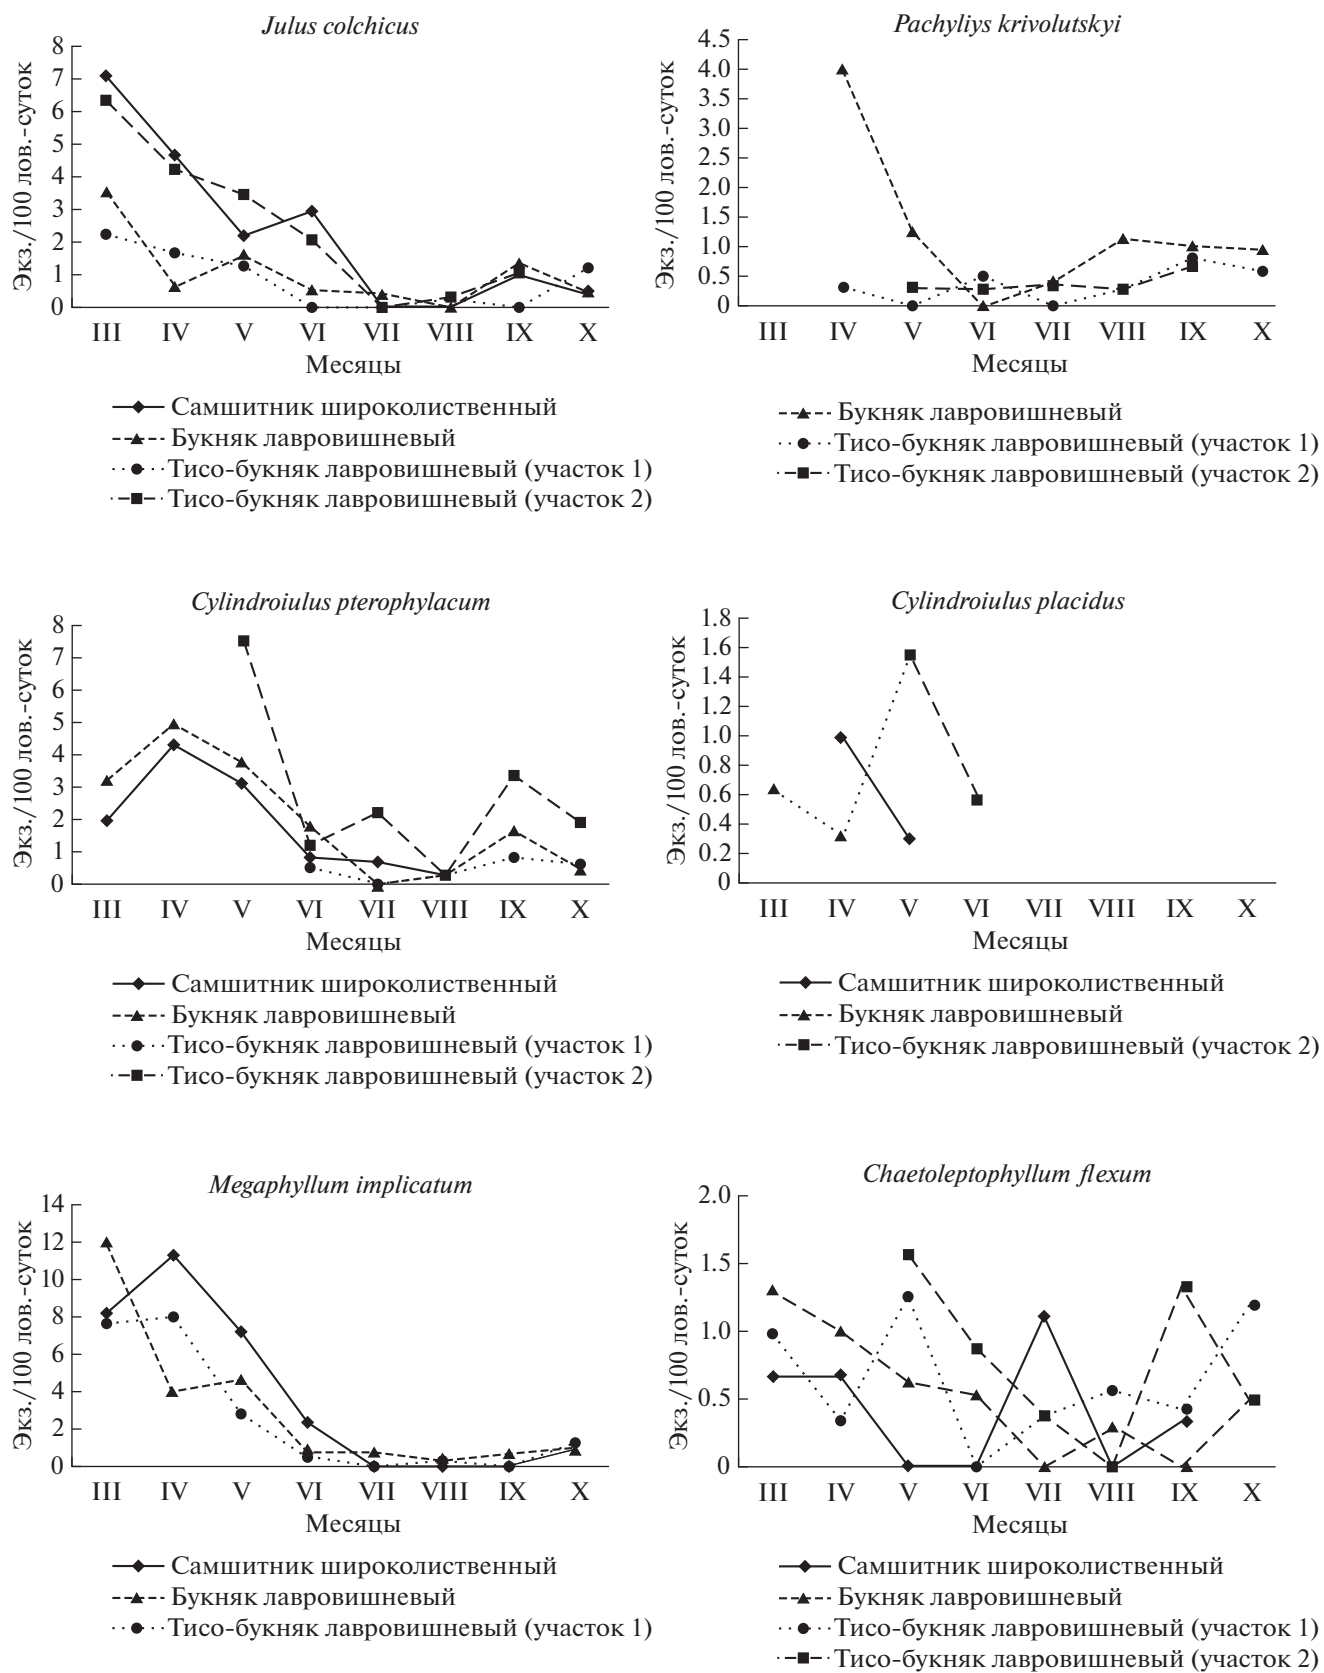 Julus colchicus
Экз./100 лов.-суток
8
7
6
5
4
3
2
1
0
III IV V VI VII VIII IX X
Месяцы
Самшитник широколиственный
Букняк лавровишневый
Тисо-букняк лавровишневый (участок 1)
Тисо-букняк лавровишневый (участок 2)
Pachyliys krivolutskyi
Экз./100 лов.-суток
4.5
4.0
3.5
3.0
2.5
2.0
1.5
1.0
0.5
0
III IV V VI VII VIII IX X
Месяцы
Букняк лавровишневый
Тисо-букняк лавровишневый (участок 1)
Тисо-букняк лавровишневый (участок 2)
Cylindroiulus pterophylacum
Экз./100 лов.-суток
8
7
6
5
4
3
2
1
0
III IV V VI VII VIII IX X
Месяцы
Самшитник широколиственный
Букняк лавровишневый
Тисо-букняк лавровишневый (участок 1)
Тисо-букняк лавровишневый (участок 2)
Cylindroiulus placidus
Экз./100 лов.-суток
1.8
1.6
1.4
1.2
1.0
0.8
0.6
0.4
0.2
0
III IV V VI VII VIII IX X
Месяцы
Самшитник широколиственный
Букняк лавровишневый
Тисо-букняк лавровишневый (участок 2)
Megaphyllum implicatum
Экз./100 лов.-суток
14
12
10
8
6
4
2
0
III IV V VI VII VIII IX X
Месяцы
Самшитник широколиственный
Букняк лавровишневый
Тисо-букняк лавровишневый (участок 1)
Chaetoleptophyllum flexum
Экз./100 лов.-суток
2.0
1.5
1.0
0.5
0
III IV V VI VII VIII IX X
Месяцы
Самшитник широколиственный
Букняк лавровишневый
Тисо-букняк лавровишневый (участок 1)
Тисо-букняк лавровишневый (участок 2)